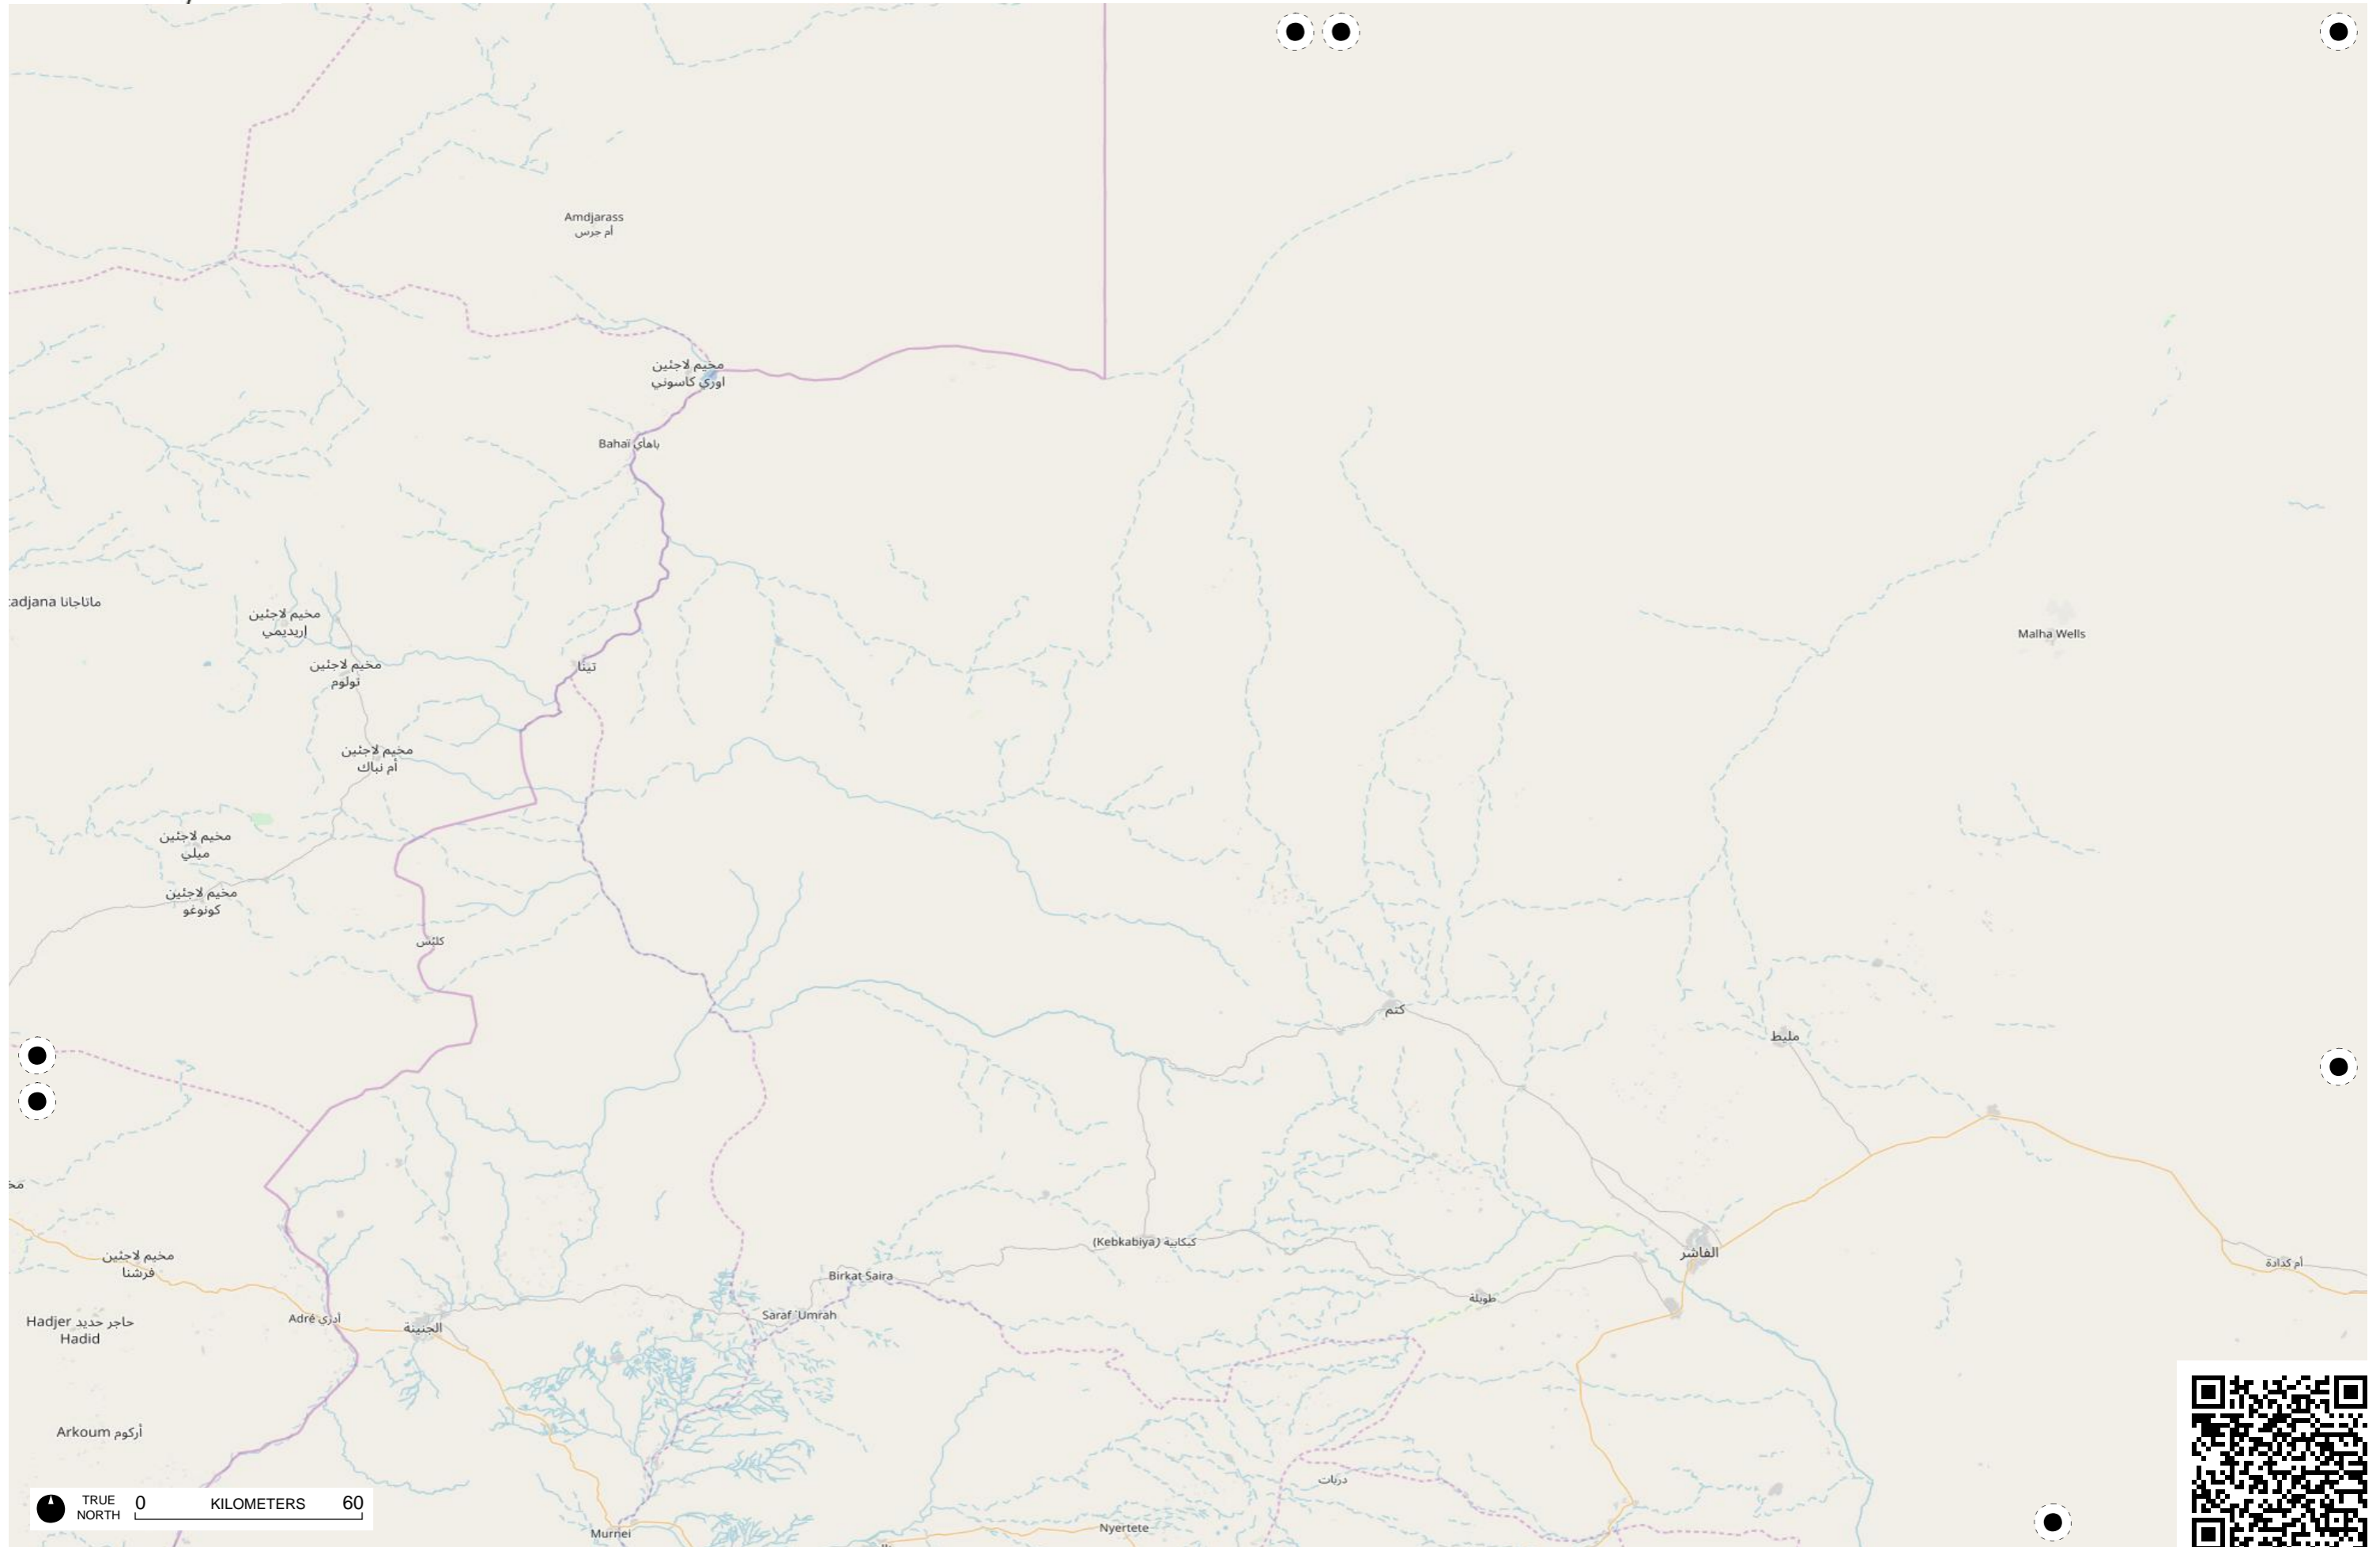 Amdjarass
أم جرس
مخيم لاجئين
اوري كاسوني
Bahaï باهاي
ماتاجانا
مخيم لاجئين
إريديمي
Malha Wells
مخيم لاجئين
تولوم
تينا
مخيم لاجئين
أم نباك
مخيم لاجئين
ميلي
مخيم لاجئين
كونوغو
كلبُس
كتم
مليط
كبكابية (Kebkabiya)
الفاشر
مخيم لاجئين
فرشنا
أم كدادة
Birkat Saira
طويلة
Saraf `Umrah
Adré أدري
الجنينة
Hadjer حاجر حديد
Hadid
Arkoum أركوم
دربات
TRUE
NORTH
0 KILOMETERS 60
Murnei
Nyertete